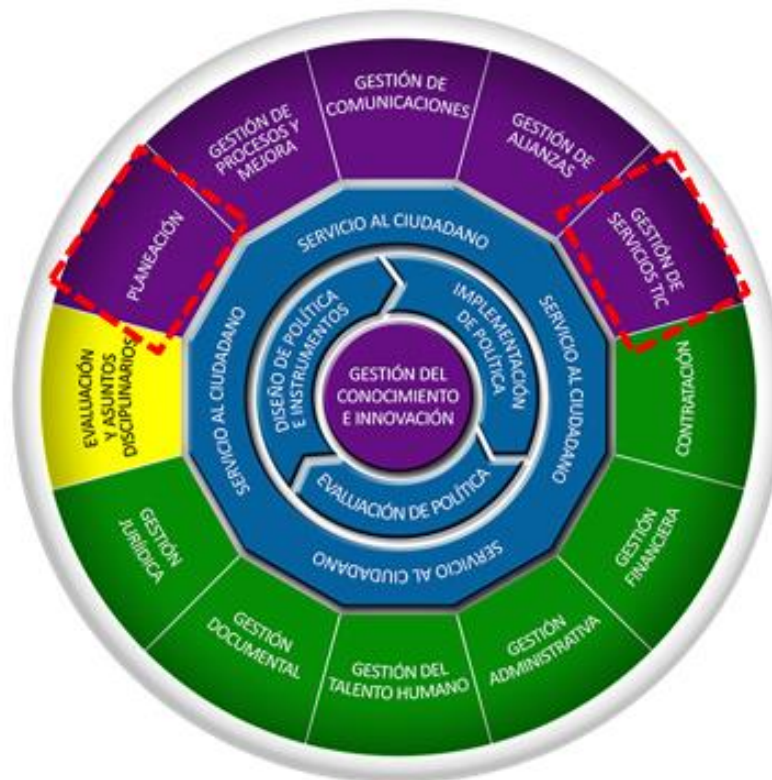 GESTIÓN DE
COMUNICACIONES
GESTIÓN DE
ALIANZAS
GESTIÓN DE
SERVICIOS TIC
CONTRATACIÓN
GESTIÓN
FINANCIERA
GESTIÓN
ADMINISTRATIVA
GESTIÓN DEL
TALENTO HUMANO
GESTIÓN
DOCUMENTAL
GESTIÓN
JURÍDICA
EVALUACIÓN
Y ASUNTOS
DISCIPLINARIOS
PLANEACIÓN
GESTIÓN DE
PROCESOS Y
MEJORA
SERVICIO AL CIUDADANO
SERVICIO AL CIUDADANO
SERVICIO AL CIUDADANO
SERVICIO AL CIUDADANO
DISEÑO DE POLÍTICA
E INSTRUMENTOS
IMPLEMENTACIÓN
DE POLÍTICA
EVALUACIÓN DE POLÍTICA
GESTIÓN DEL
CONOCIMIENTO
E INNOVACIÓN